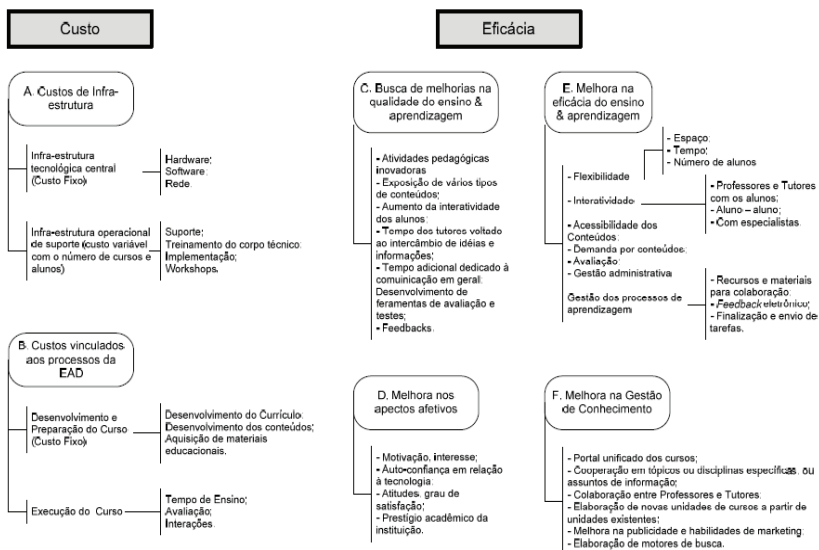 Custo
Eficácia
A. Custos de Infra-
estrutura
Infra-estrutura
tecnológica central
(Custo Fixo)
Hardware;
Software;
Rede.
Infra-estrutura operacional
de suporte (custo variável
com o número de cursos e
alunos)
Suporte;
Treinamento do corpo técnico;
Implementação;
Workshops.
B. Custos vinculados
aos processos da
EAD
Desenvolvimento e
Preparação do Curso
(Custo Fixo)
Desenvolvimento do Currículo;
Desenvolvimento dos conteúdos;
Aquisição de materiais
educacionais.
Execução do Curso
Tempo de Ensino;
Avaliação;
Interações.
C. Busca de melhorias na
qualidade do ensino &
aprendizagem
- Atividades pedagógicas
inovadoras
- Exposição de vários tipos
de conteúdos;
- Aumento da interatividade
dos alunos;
- Tempo dos tutores voltado
ao intercâmbio de idéias e
informações;
- Tempo adicional dedicado à
comunicação em geral;
Desenvolvimento de
feramentas de avaliação e
testes;
- Feedbacks.
D. Melhora nos
apectos afetivos
- Motivação, interesse;
- Auto-confiança em relação
à tecnologia;
- Atitudes, grau de
satisfação;
- Prestígio acadêmico da
instituição.
E. Melhora na
eficácia do ensino
& aprendizagem
- Flexibilidade
- Espaço;
- Tempo;
- Número de alunos
- Interatividade
- Professores e Tutores
com os alunos;
- Aluno – aluno;
- Com especialistas.
- Acessibilidade dos
Conteúdos;
- Demanda por conteúdos;
- Avaliação;
- Gestão administrativa
Gestão dos processos de
aprendizagem
- Recursos e materiais
para colaboração;
- Feedback eletrônico;
- Finalização e envio de
tarefas.
F. Melhora na Gestão
de Conhecimento
- Portal unificado dos cursos;
- Cooperação em tópicos ou disciplinas específicas, ou
assuntos de informação;
- Colaboração entre Professores e Tutores;
- Elaboração de novas unidades de cursos a partir de
unidades existentes;
- Melhora na publicidade e habilidades de marketing;
- Elaboração de motores de busca.